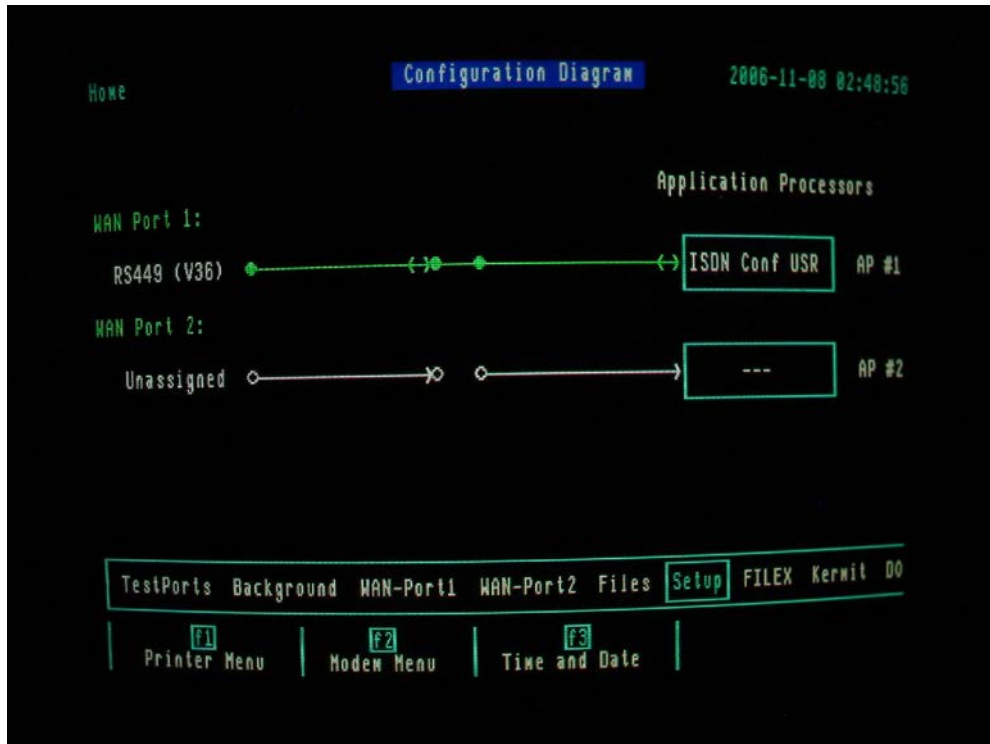 Home
Configuration Diagram
2006-11-08 02:48:56
Application Processors
WAN Port 1:
RS449 (V36)
ISDN Conf USR
AP #1
WAN Port 2:
Unassigned
---
AP #2
TestPorts Background WAN-Port1 WAN-Port2 Files Setup FILEX Kermit DO
f1 f2 f3
Printer Menu Modem Menu Time and Date